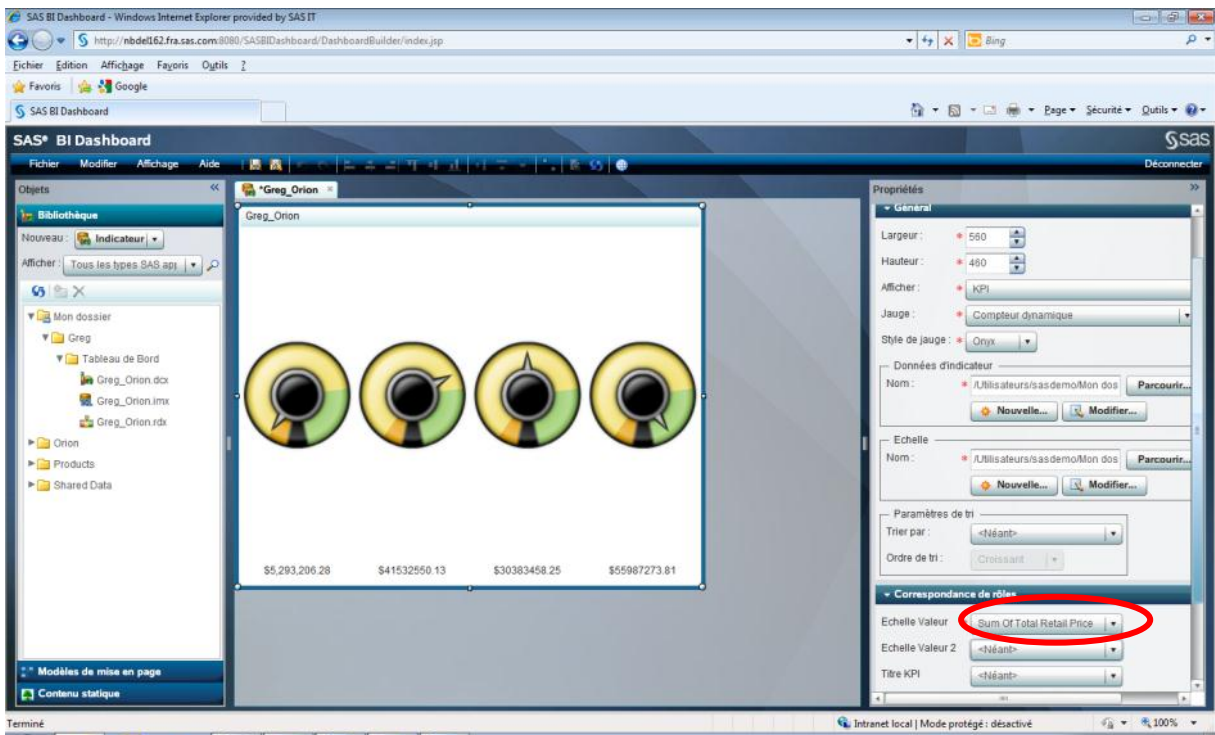 SAS BI Dashboard - Windows Internet Explorer provided by SAS IT
http://nbdel162.fra.sas.com:8080/SASBIDashboard/DashboardBuilder/index.jsp
Bing
Fichier Edition Affichage Favoris Outils ?
Favoris Google
SAS BI Dashboard
Page Sécurité Outils
SAS® BI Dashboard
sas
Fichier Modifier Affichage Aide
Déconnecter
Objets
Bibliothèque
Nouveau : Indicateur
Afficher : Tous les types SAS app
Mon dossier
Greg
Tableau de Bord
Greg_Orion.dcx
Greg_Orion.imx
Greg_Orion.rdx
Orion
Products
Shared Data
Modèles de mise en page
Contenu statique
*Greg_Orion
Greg_Orion
$5,293,206.28 $41532550.13 $30383458.25 $55987273.81
Propriétés
Général
Largeur : * 560
Hauteur : * 460
Afficher : * KPI
Jauge : * Compteur dynamique
Style de jauge : * Onyx
Données d'indicateur
Nom : * /Utilisateurs/sasdemo/Mon dos Parcourir...
Nouvelle... Modifier...
Echelle
Nom : * /Utilisateurs/sasdemo/Mon dos Parcourir...
Nouvelle... Modifier...
Paramètres de tri
Trier par : <Néant>
Ordre de tri : Croissant
Correspondance de rôles
Echelle Valeur Sum Of Total Retail Price
Echelle Valeur 2 <Néant>
Titre KPI <Néant>
Terminé
Intranet local | Mode protégé : désactivé
100%